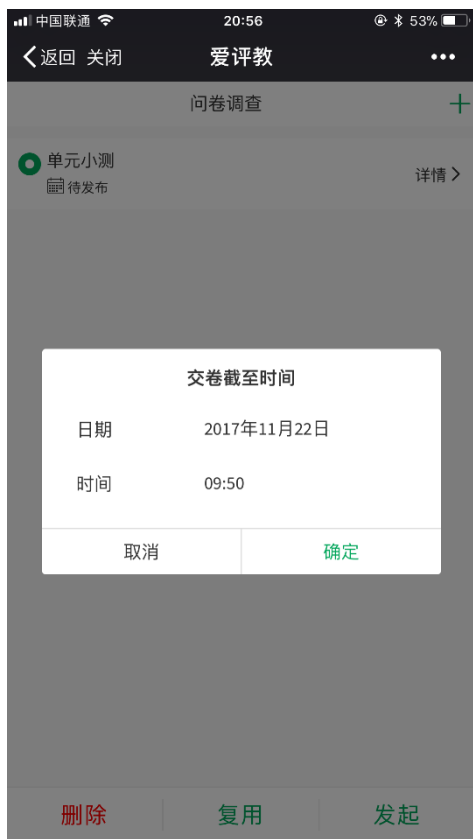 中国联通 20:56 53%
返回 关闭 爱评教
问卷调查
单元小测
待发布 详情
交卷截至时间
日期 2017年11月22日
时间 09:50
取消 确定
删除 复用 发起